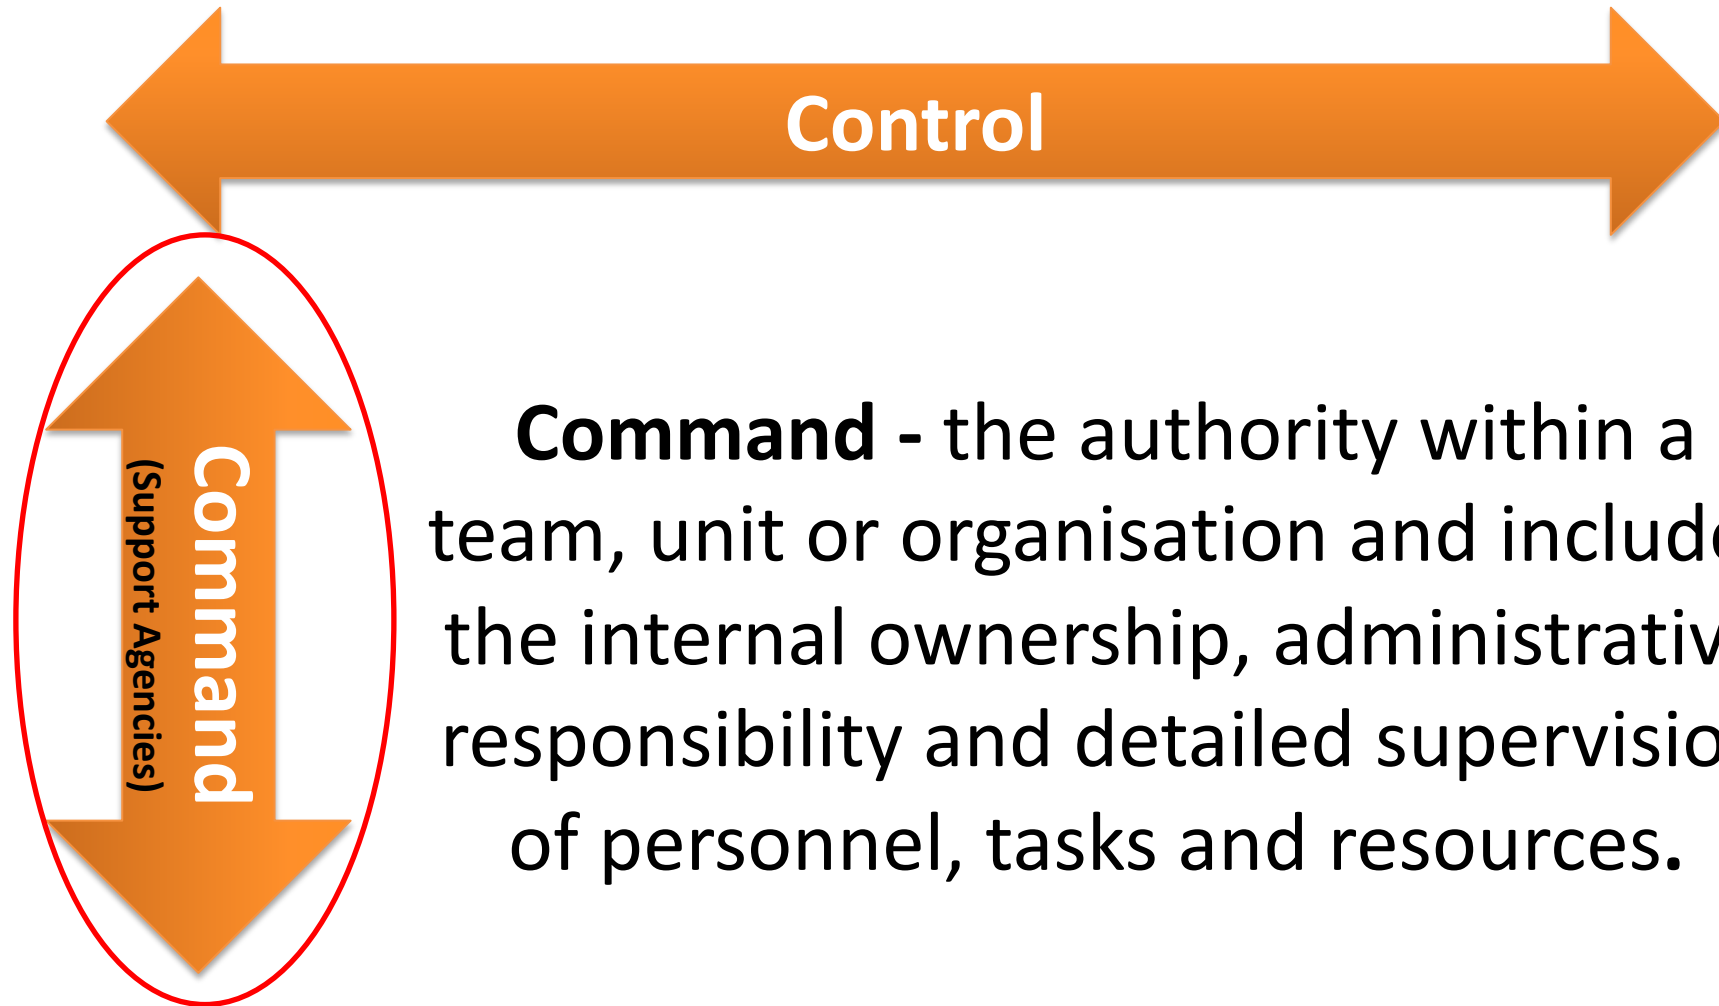 Control
Command
(Support Agencies)
Command - the authority within a
team, unit or organisation and include
the internal ownership, administrativ
responsibility and detailed supervisio
of personnel, tasks and resources.